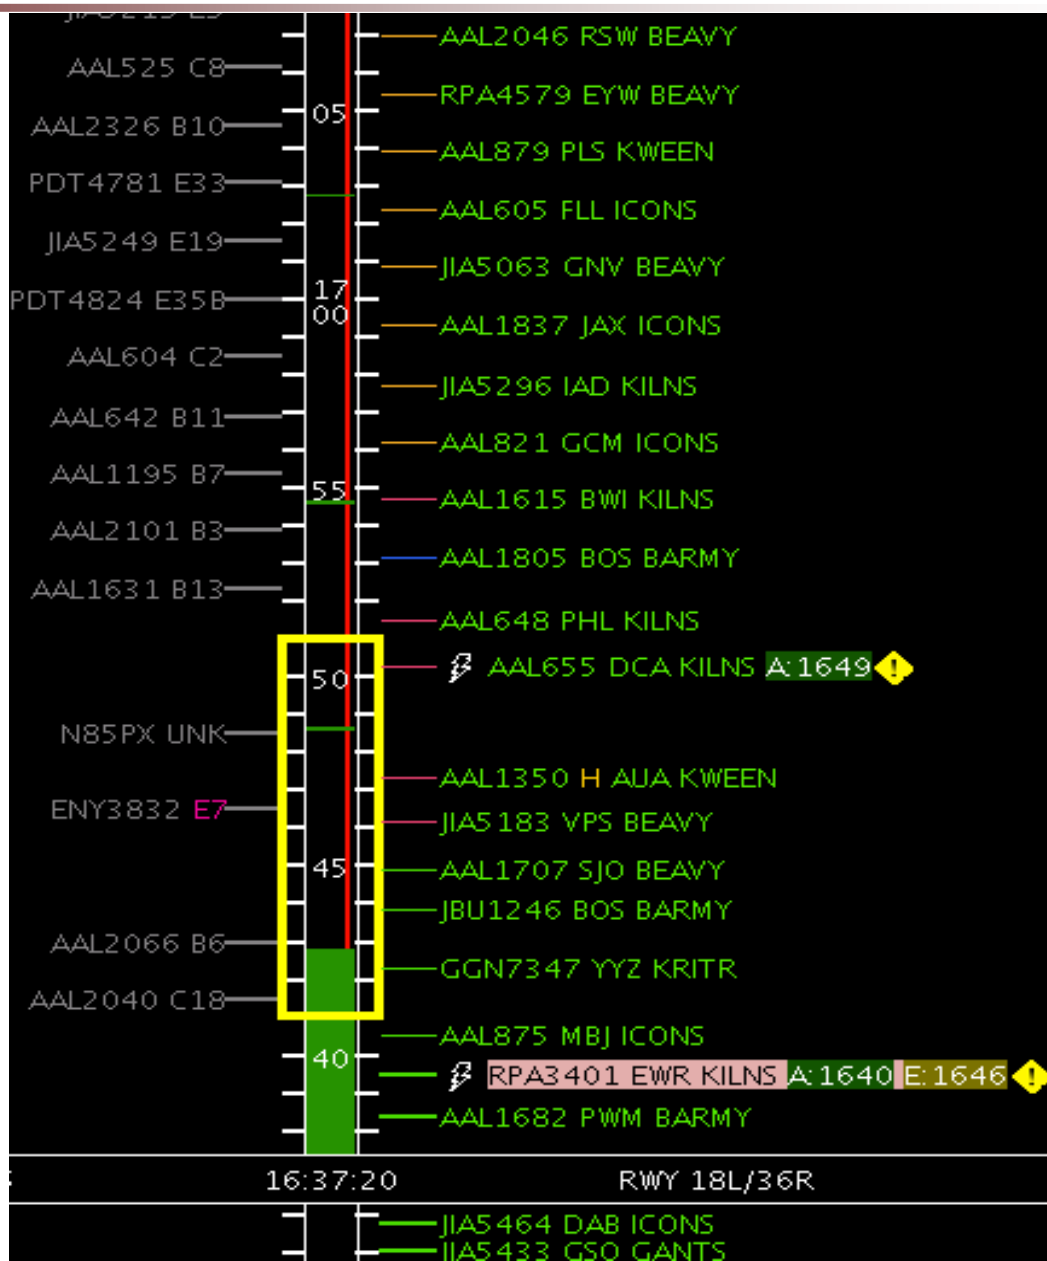 AAL2046 RSW BEAVY
AAL525 C8
RPA4579 EYW BEAVY
05
AAL2326 B10
AAL879 PLS KWEEN
PDT4781 E33
AAL605 FLL ICONS
JIA5249 E19
JIA5063 GNV BEAVY
PDT4824 E35B
17
00
AAL1837 JAX ICONS
AAL604 C2
JIA5296 IAD KILNS
AAL642 B11
AAL821 GCM ICONS
AAL1195 B7
55
AAL1615 BWI KILNS
AAL2101 B3
AAL1805 BOS BARMY
AAL1631 B13
AAL648 PHL KILNS
50
AAL655 DCA KILNS A:1649 !
N85PX UNK
AAL1350 H AUA KWEEN
ENY3832 E7
JIA5183 VPS BEAVY
45
AAL1707 SJO BEAVY
JBU1246 BOS BARMY
AAL2066 B6
GGN7347 YYZ KRITR
AAL2040 C18
AAL875 MBJ ICONS
40
RPA3401 EWR KILNS A:1640 E:1646 !
AAL1682 PWM BARMY
16:37:20 RWY 18L/36R
JIA5464 DAB ICONS
JIA5433 GSO GANTS